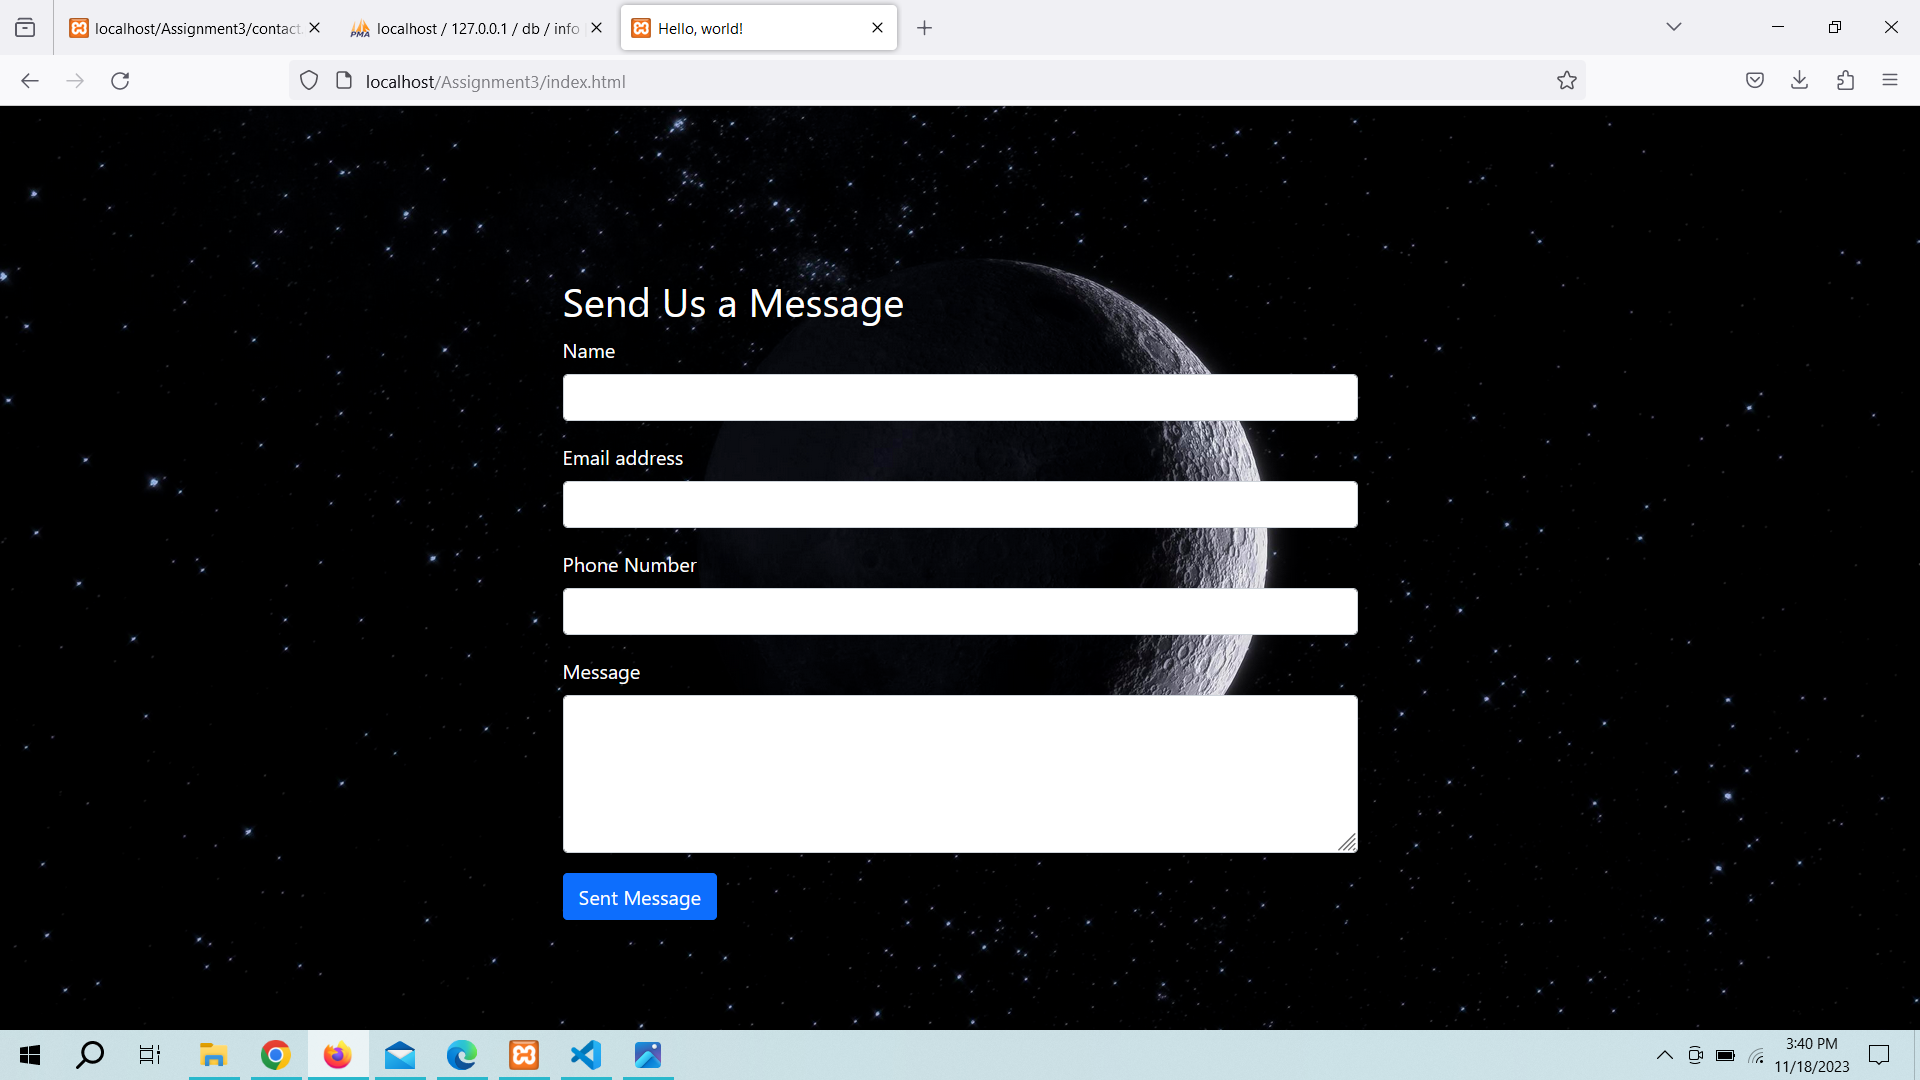 localhost/Assignment3/contact.
PMA
localhost / 127.0.0.1 / db / info
Hello, world!
localhost/Assignment3/index.html
Send Us a Message
Name
Email address
Phone Number
Message
Sent Message
3:40 PM
11/18/2023